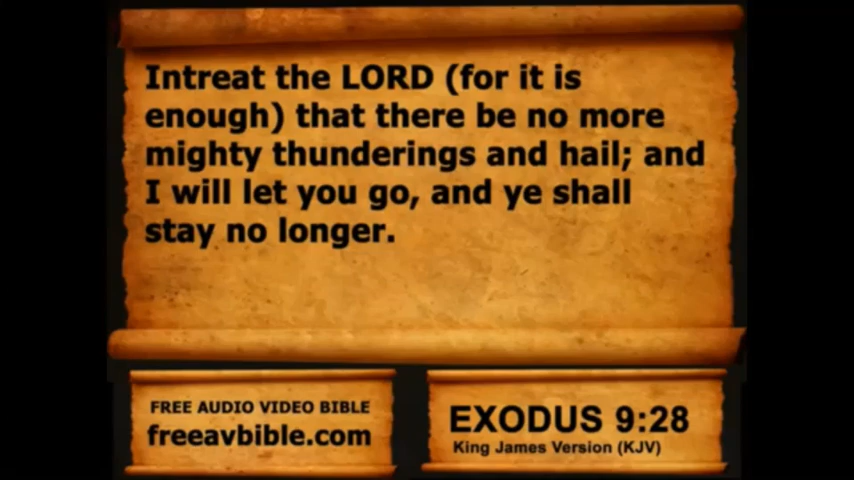 Intreat the LORD (for it is
enough) that there be no more
mighty thunderings and hail; and
I will let you go, and ye shall
stay no longer.
FREE AUDIO VIDEO BIBLE
freeavbible.com
EXODUS 9:28
King James Version (KJV)